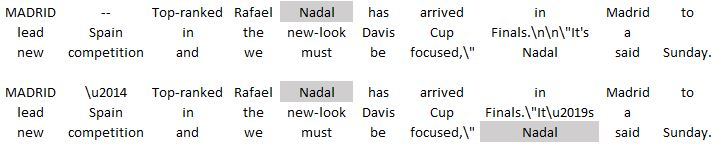 MADRID -- Top-ranked Rafael Nadal has arrived in Madrid to
lead Spain in the new-look Davis Cup Finals.\n\n\"It's a
new competition and we must be focused,\" Nadal said Sunday.
MADRID \u2014 Top-ranked Rafael Nadal has arrived in Madrid to
lead Spain in the new-look Davis Cup Finals.\"It\u2019s a
new competition and we must be focused,\" Nadal said Sunday.